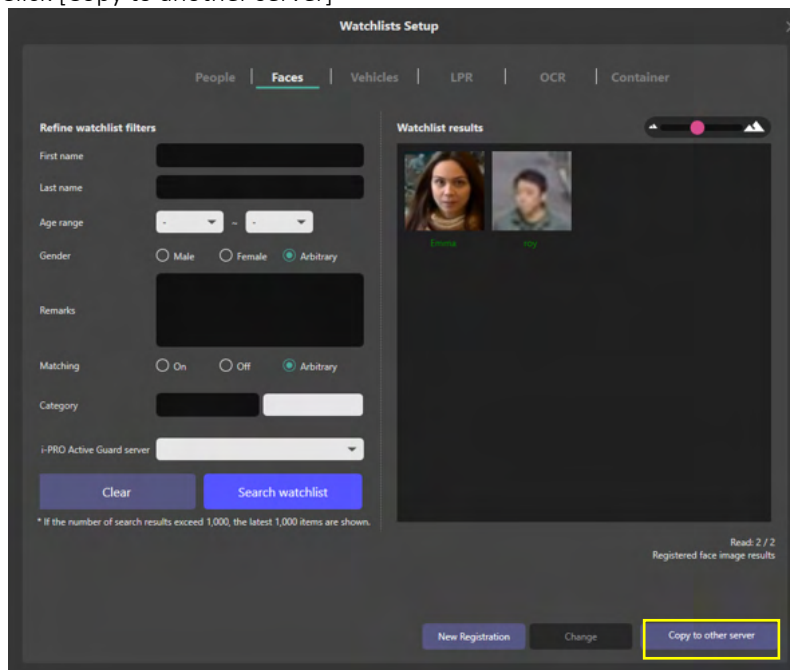 Click [Copy to another server]
Watchlists Setup
People | Faces | Vehicles | LPR | OCR | Container
Refine watchlist filters
Watchlist results
First name
Last name
Age range - ~ -
Gender Male Female Arbitrary
Emma roy
Remarks
Matching On Off Arbitrary
Category
i-PRO Active Guard server
Clear Search watchlist
* If the number of search results exceed 1,000, the latest 1,000 items are shown.
Read: 2 / 2
Registered face image results
New Registration Change Copy to other server